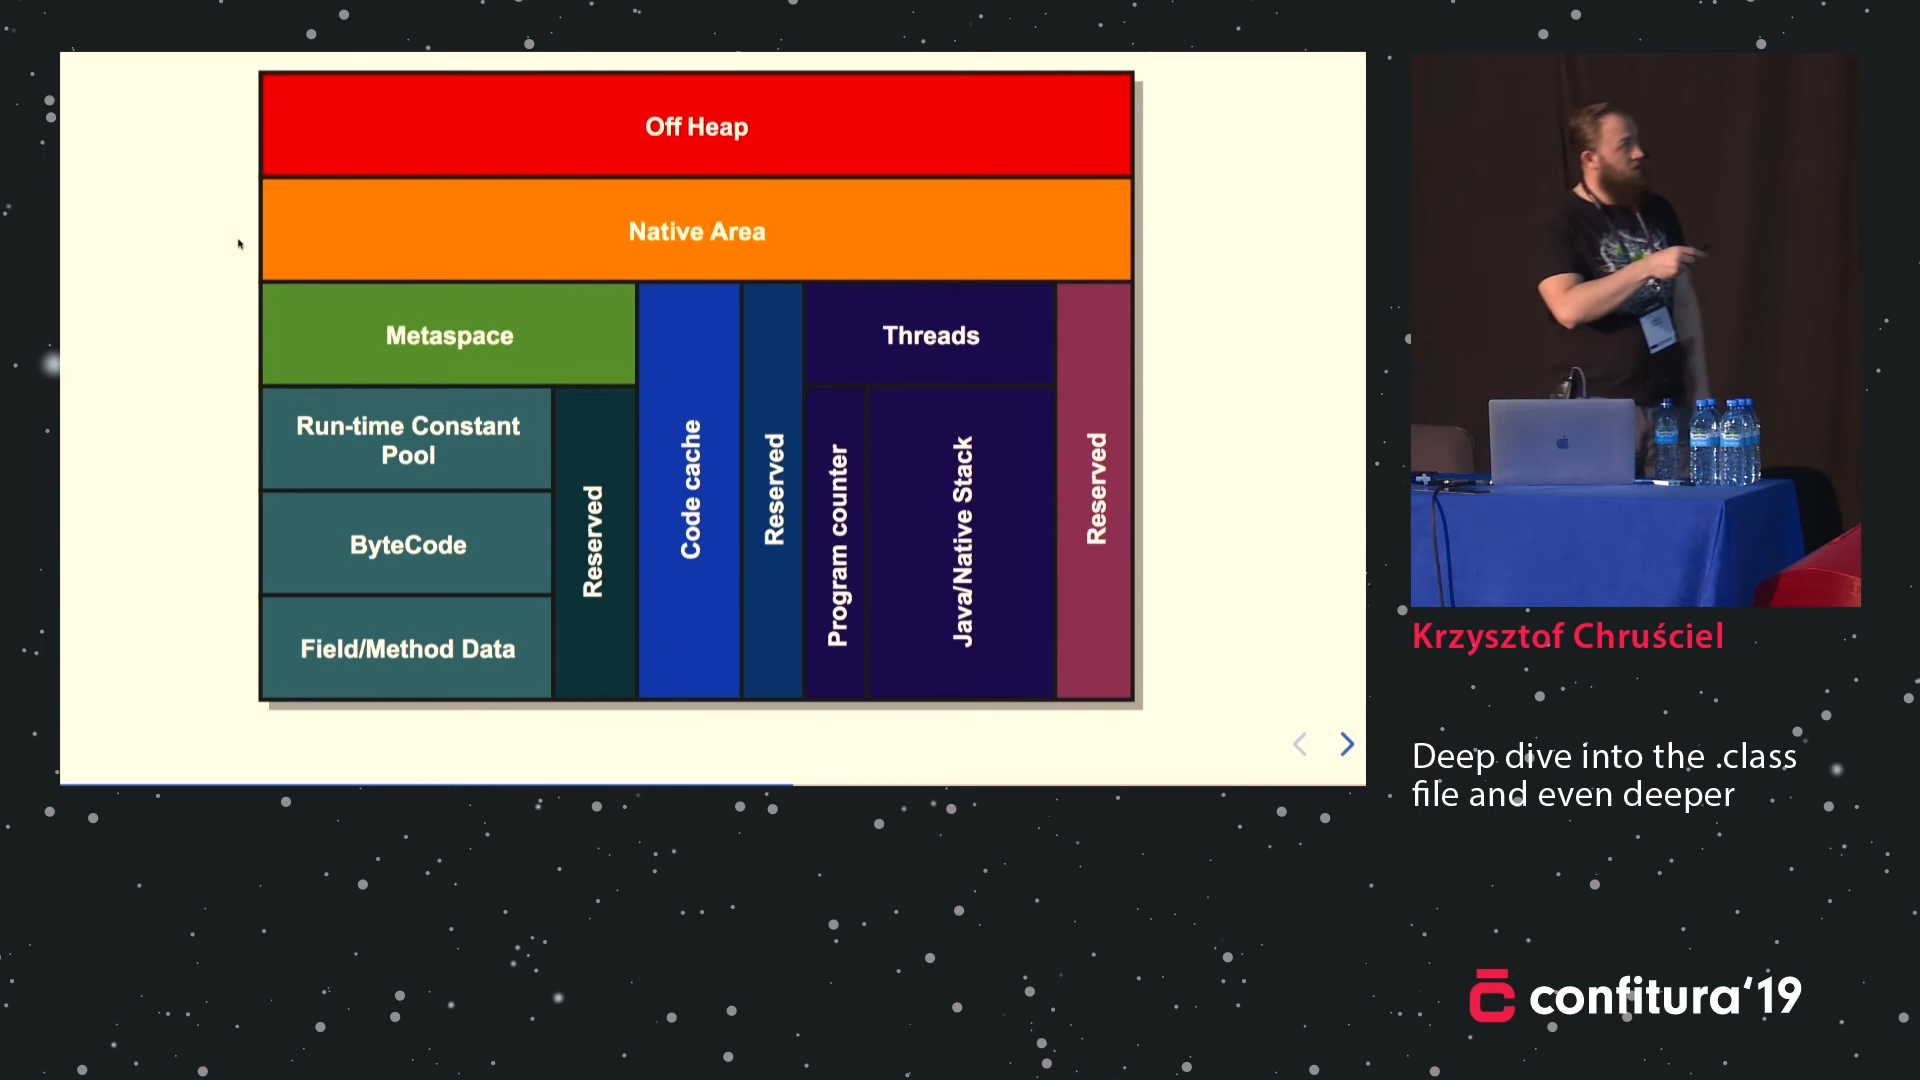 Off Heap
Native Area
Metaspace
Threads
Run-time Constant
Pool
ByteCode
Field/Method Data
Reserved
Code cache
Reserved
Program counter
Java/Native Stack
Reserved
Krzysztof Chruściel
Deep dive into the .class
file and even deeper
confitura‘19